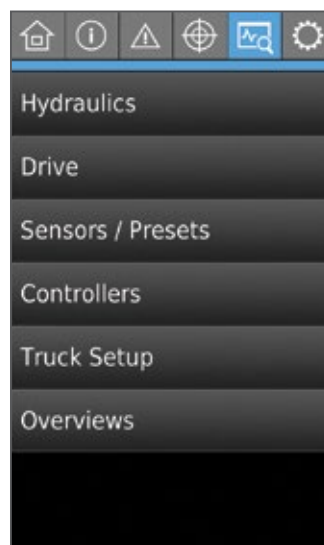 Hydraulics
Drive
Sensors / Presets
Controllers
Truck Setup
Overviews